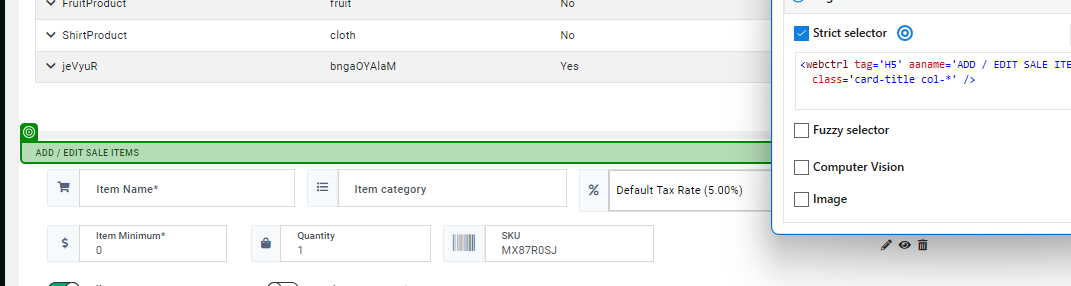 FruitProduct fruit No
ShirtProduct cloth No
jeVyuR bngaOYAlaM Yes
Strict selector
<webctrl tag='H5' aaname='ADD / EDIT SALE ITE
class='card-title col-*' />
Fuzzy selector
Computer Vision
Image
ADD / EDIT SALE ITEMS
Item Name*
Item category
% Default Tax Rate (5.00%)
$ Item Minimum*
0
Quantity
1
SKU
MX87R0SJ